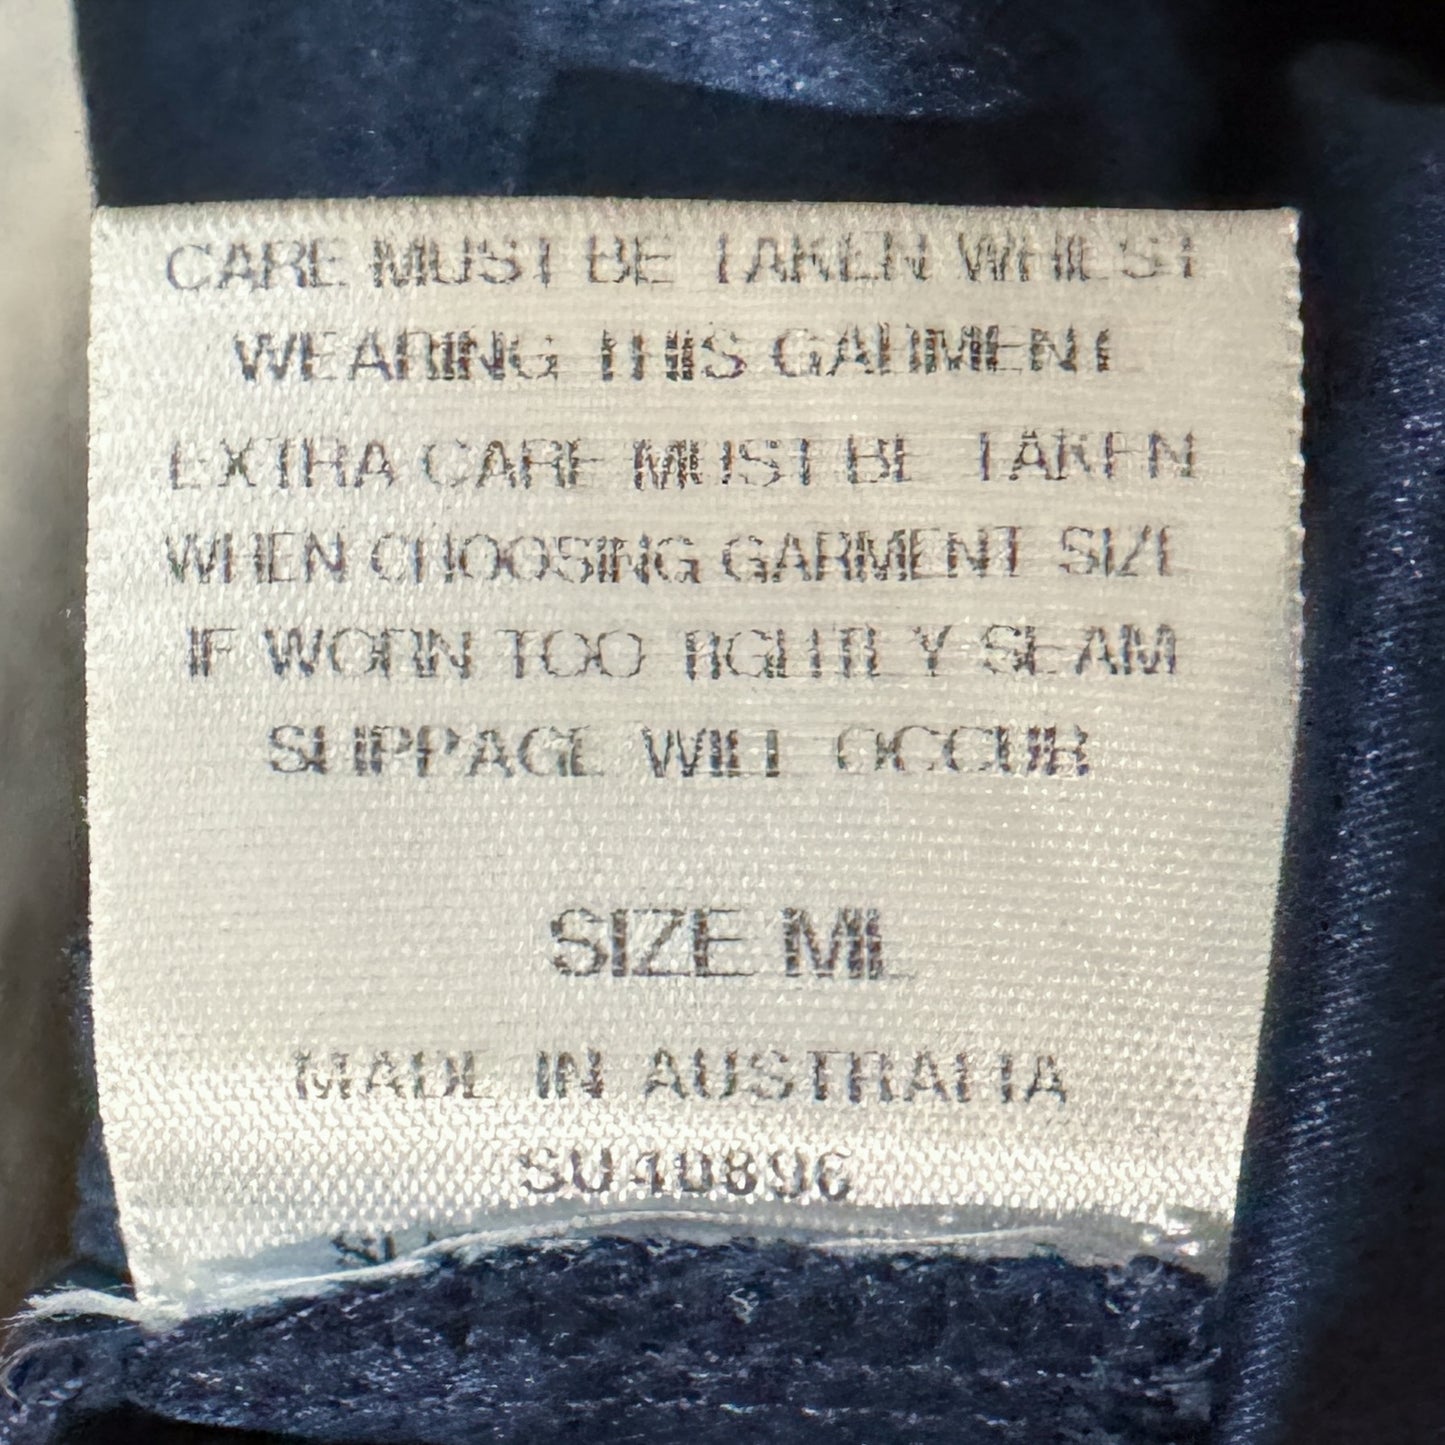 CARE MUST BE TAKEN WHILST
WEARING THIS GARMENT
EXTRA CARE MUST BE TAKEN
WHEN CHOOSING GARMENT SIZE
IF WORN TOO TIGHTLY SEAM
SLIPPAGE WILL OCCUR
SIZE ML
MADE IN AUSTRALIA
SU40896